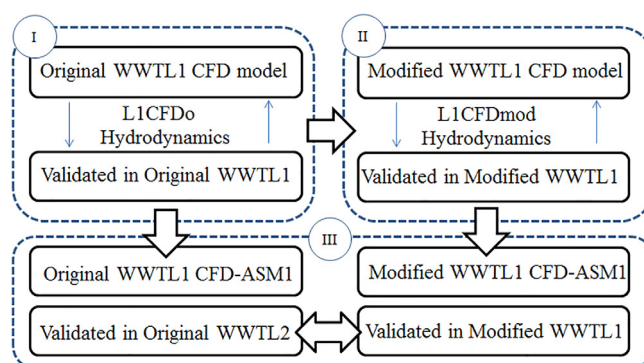 I
Original WWTL1 CFD model
L1CFDo
Hydrodynamics
Validated in Original WWTL1
II
Modified WWTL1 CFD model
L1CFDmod
Hydrodynamics
Validated in Modified WWTL1
III
Original WWTL1 CFD-ASM1
Modified WWTL1 CFD-ASM1
Validated in Original WWTL2
Validated in Modified WWTL1